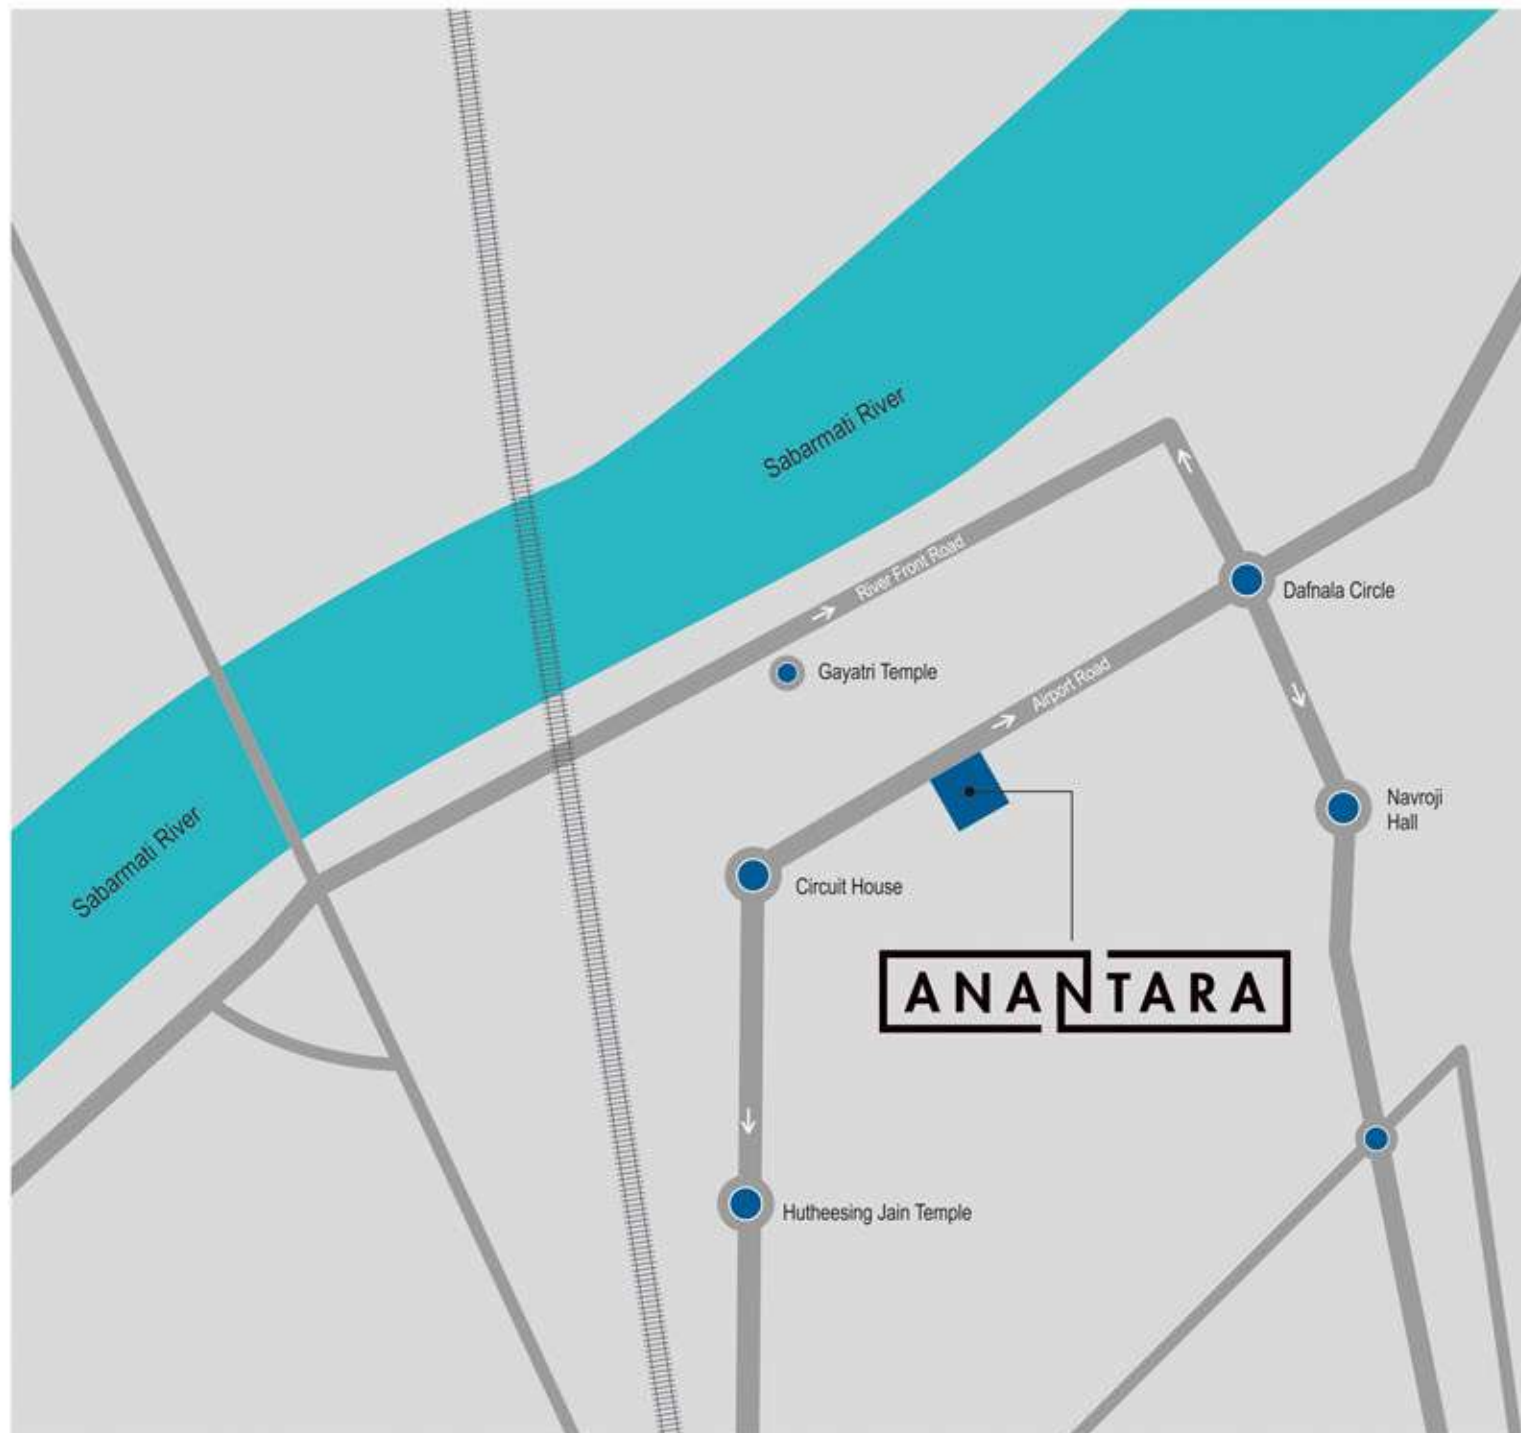 Sabarmati River
River Front Road
Dafnala Circle
Gayatri Temple
Airport Road
Navroji
Hall
Sabarmati River
Circuit House
ANANTARA
Hutheesing Jain Temple